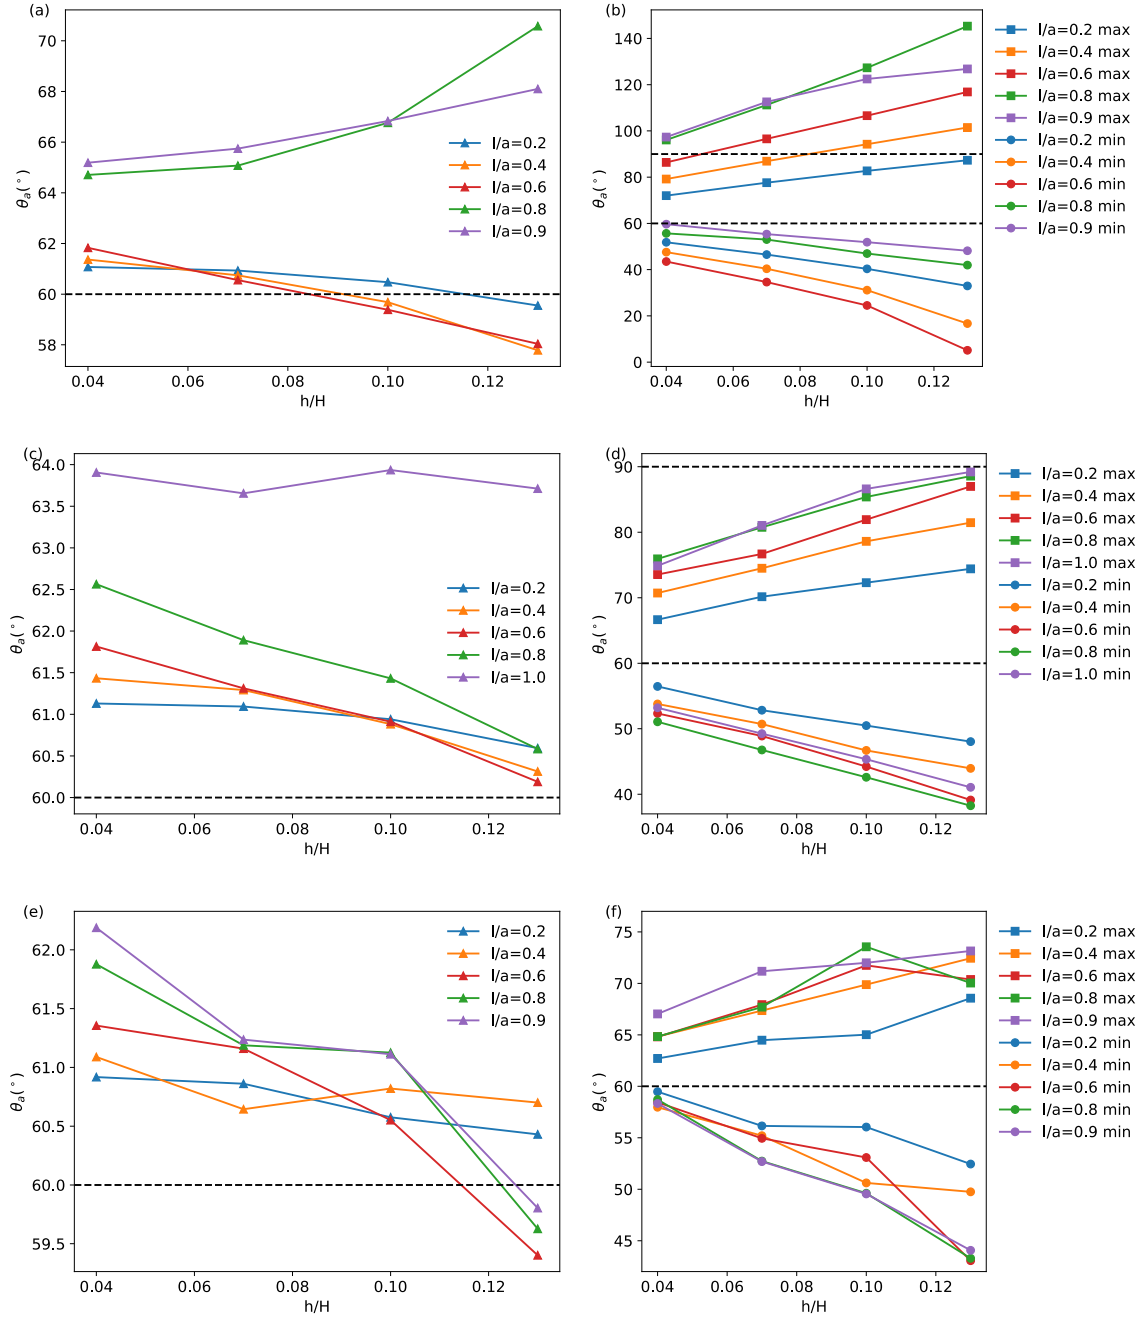 (a)
70
68
66
64
62
60
58
θa(°)
0.04
0.06
0.08
0.10
0.12
h/H
l/a=0.2
l/a=0.4
l/a=0.6
l/a=0.8
l/a=0.9
(b)
140
120
100
80
60
40
20
0
θa(°)
0.04
0.06
0.08
0.10
0.12
h/H
l/a=0.2 max
l/a=0.4 max
l/a=0.6 max
l/a=0.8 max
l/a=0.9 max
l/a=0.2 min
l/a=0.4 min
l/a=0.6 min
l/a=0.8 min
l/a=0.9 min
(c)
64.0
63.5
63.0
62.5
62.0
61.5
61.0
60.5
60.0
θa(°)
0.04
0.06
0.08
0.10
0.12
h/H
l/a=0.2
l/a=0.4
l/a=0.6
l/a=0.8
l/a=1.0
(d)
90
80
70
60
50
40
θa(°)
0.04
0.06
0.08
0.10
0.12
h/H
l/a=0.2 max
l/a=0.4 max
l/a=0.6 max
l/a=0.8 max
l/a=1.0 max
l/a=0.2 min
l/a=0.4 min
l/a=0.6 min
l/a=0.8 min
l/a=1.0 min
(e)
62.0
61.5
61.0
60.5
60.0
59.5
θa(°)
0.04
0.06
0.08
0.10
0.12
h/H
l/a=0.2
l/a=0.4
l/a=0.6
l/a=0.8
l/a=0.9
(f)
75
70
65
60
55
50
45
θa(°)
0.04
0.06
0.08
0.10
0.12
h/H
l/a=0.2 max
l/a=0.4 max
l/a=0.6 max
l/a=0.8 max
l/a=0.9 max
l/a=0.2 min
l/a=0.4 min
l/a=0.6 min
l/a=0.8 min
l/a=0.9 min